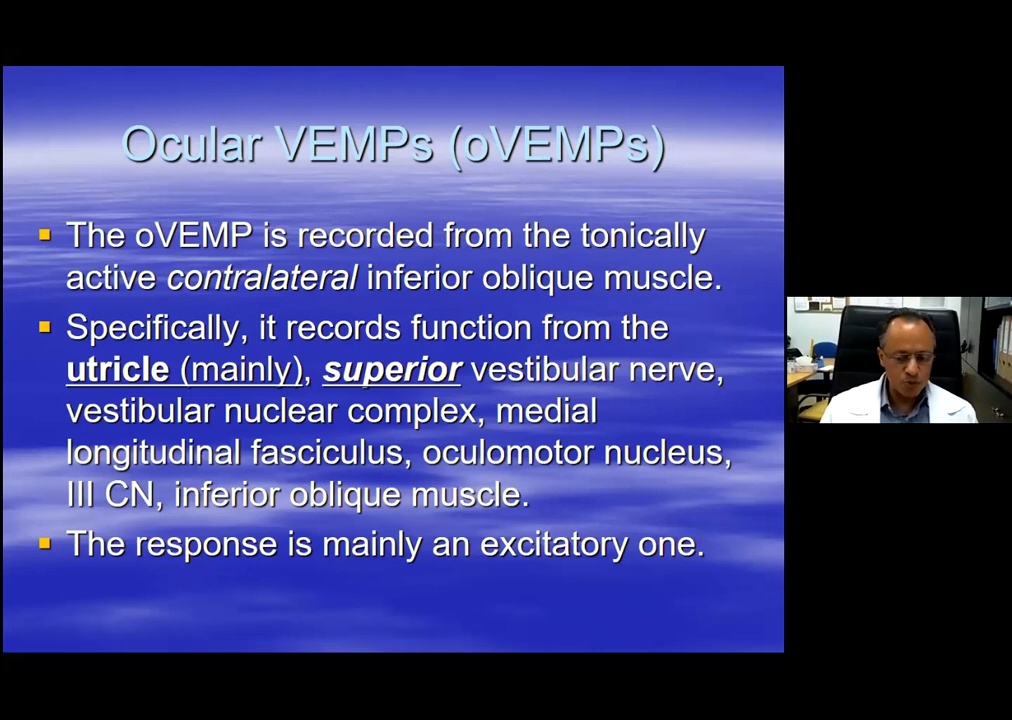 Ocular VEMPs (oVEMPs)
The oVEMP is recorded from the tonically
active contralateral inferior oblique muscle.
Specifically, it records function from the
utricle (mainly), superior vestibular nerve,
vestibular nuclear complex, medial
longitudinal fasciculus, oculomotor nucleus,
III CN, inferior oblique muscle.
The response is mainly an excitatory one.